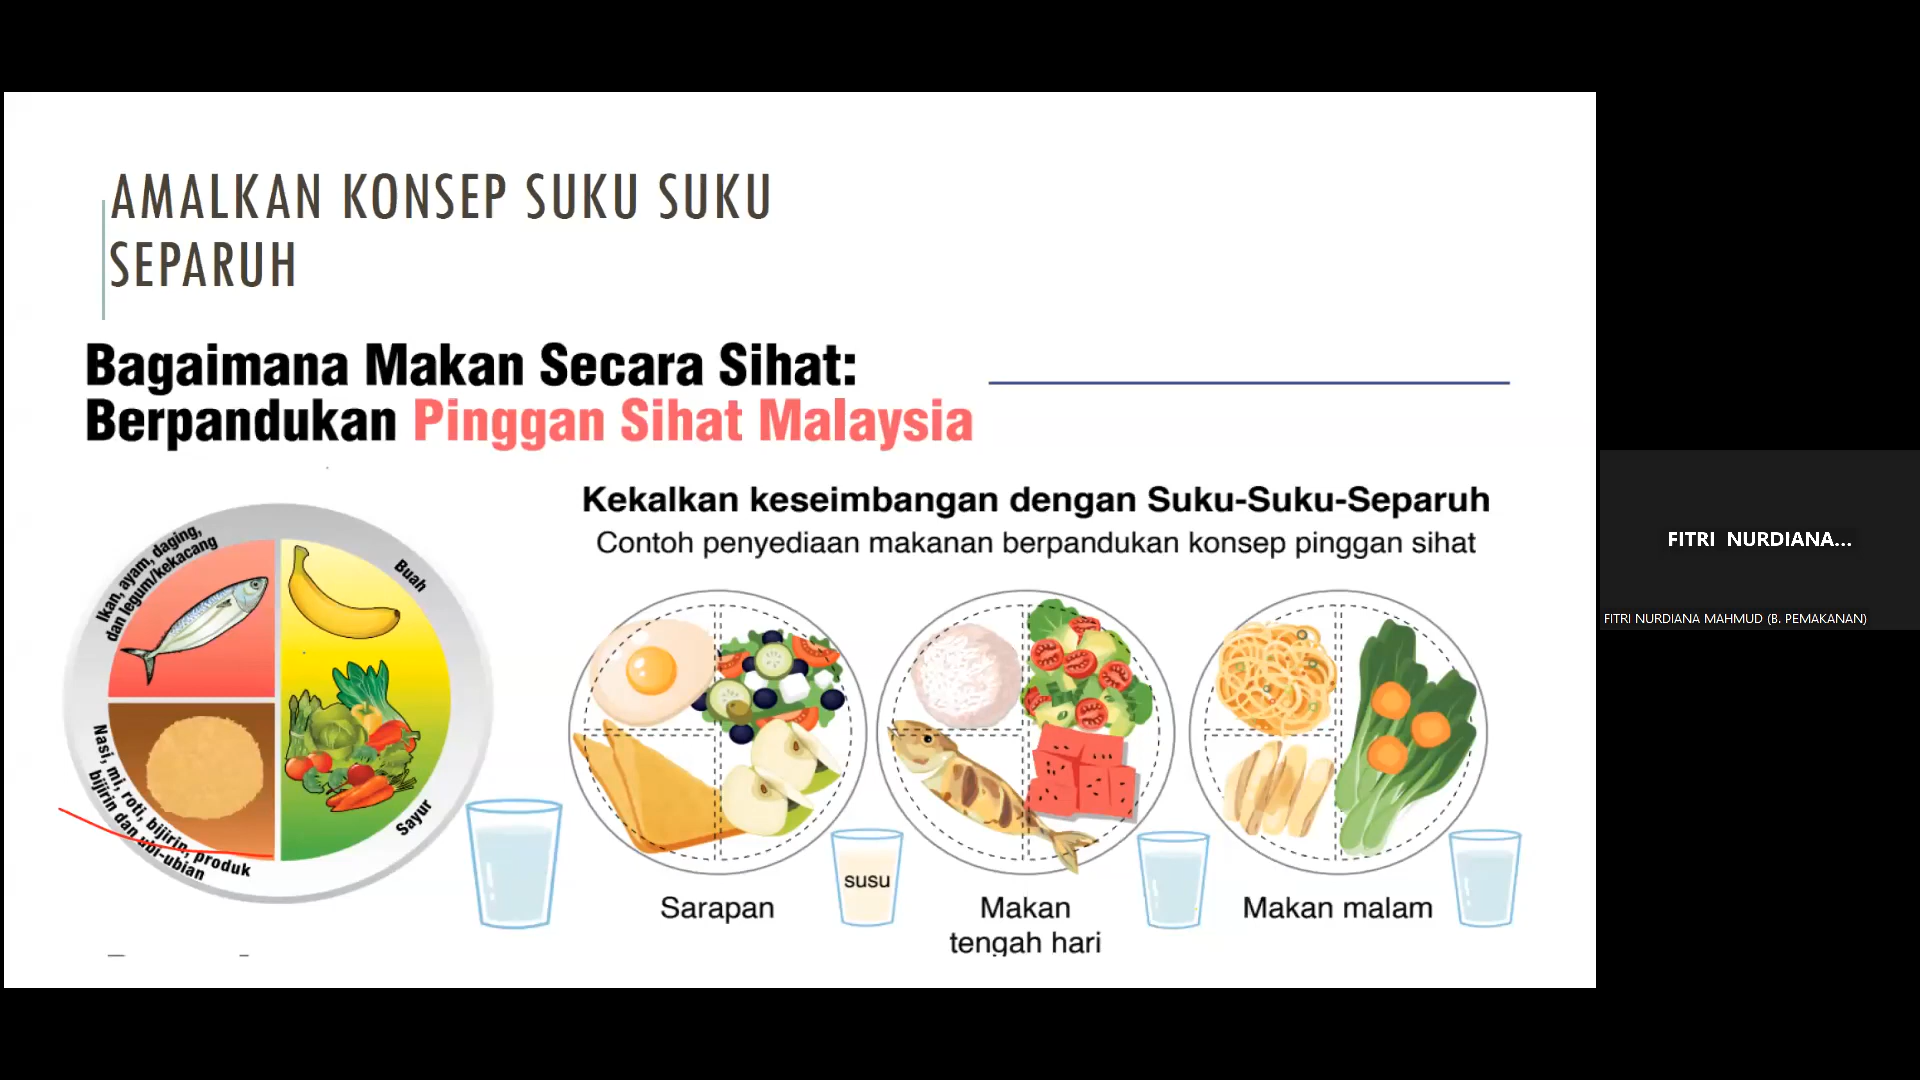 AMALKAN KONSEP SUKU SUKU
SEPARUH
Bagaimana Makan Secara Sihat:
Berpandukan Pinggan Sihat Malaysia
Ikan, ayam, daging,
dan legum/kekacang
Buah
Nasi, mi, roti, bijirin, produk
bijirin dan ubi-ubian
Sayur
Kekalkan keseimbangan dengan Suku-Suku-Separuh
Contoh penyediaan makanan berpandukan konsep pinggan sihat
susu
Sarapan
Makan
tengah hari
Makan malam
FITRI NURDIANA...
FITRI NURDIANA MAHMUD (B. PEMAKANAN)